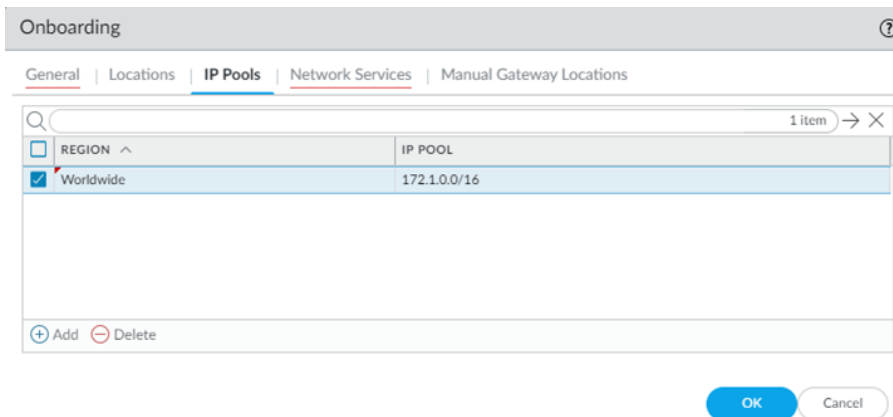 Onboarding
General | Locations | IP Pools | Network Services | Manual Gateway Locations
1 item
REGION IP POOL
Worldwide 172.1.0.0/16
Add Delete
OK Cancel